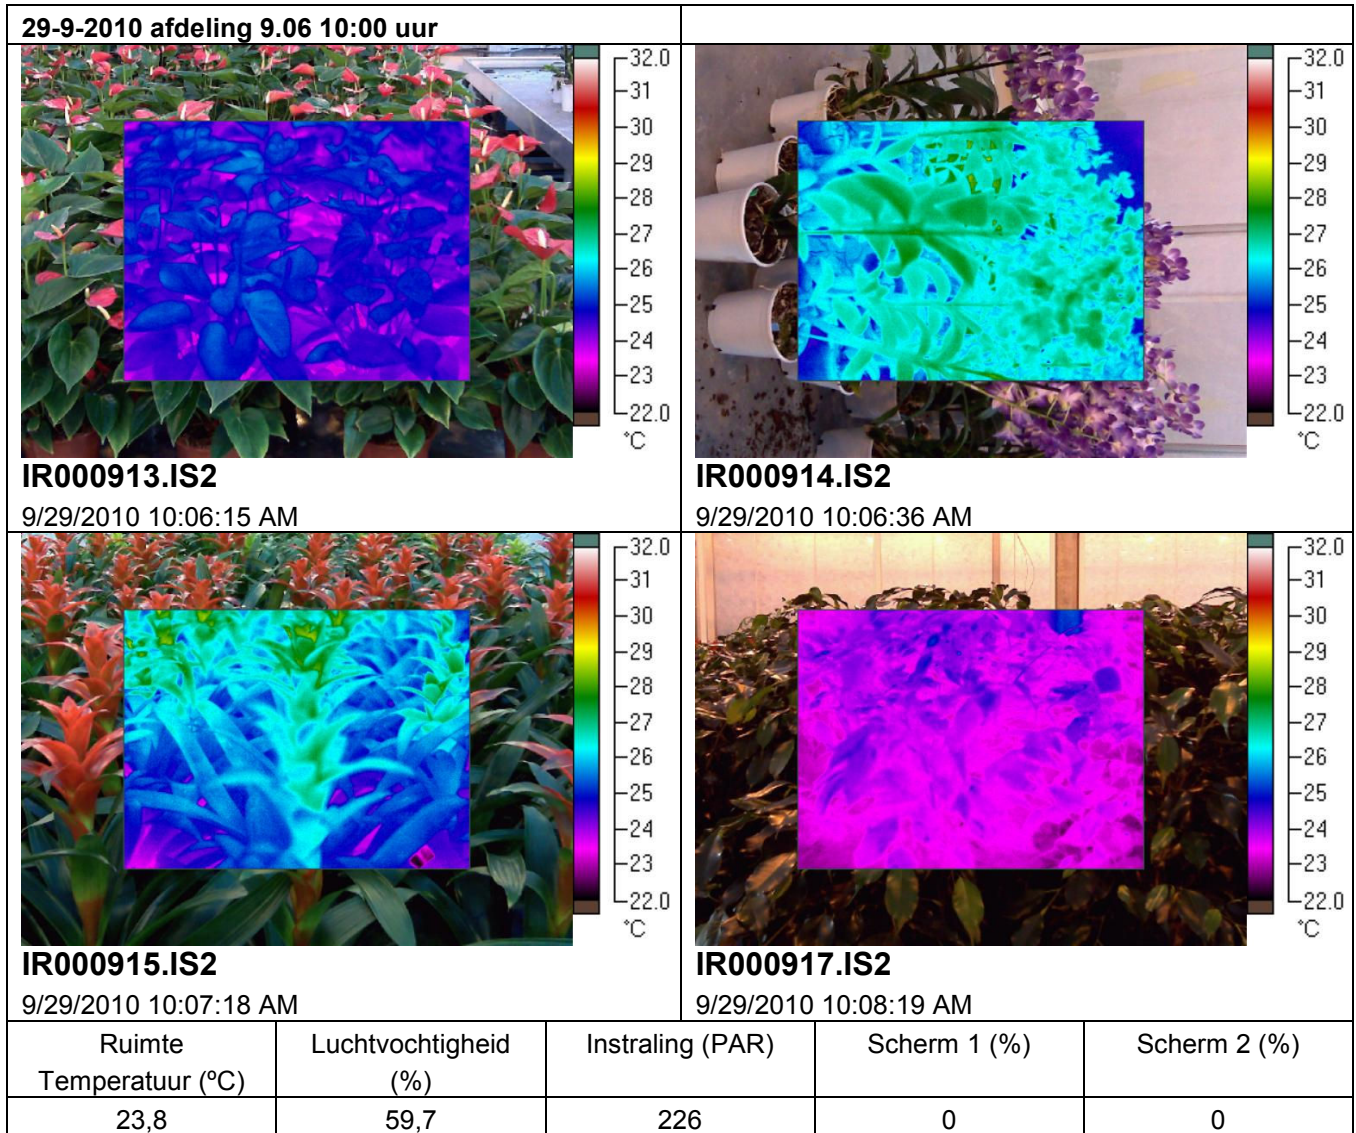 29-9-2010 afdeling 9.06 10:00 uur
32.0
31
30
29
28
27
26
25
24
23
22.0
°C
32.0
31
30
29
28
27
26
25
24
23
22.0
°C
IR000913.IS2
IR000914.IS2
9/29/2010 10:06:15 AM
9/29/2010 10:06:36 AM
32.0
31
30
29
28
27
26
25
24
23
22.0
°C
32.0
31
30
29
28
27
26
25
24
23
22.0
°C
IR000915.IS2
IR000917.IS2
9/29/2010 10:07:18 AM
9/29/2010 10:08:19 AM
Ruimte
Temperatuur (ºC)
Luchtvochtigheid
(%)
Instraling (PAR)
Scherm 1 (%)
Scherm 2 (%)
23,8
59,7
226
0
0